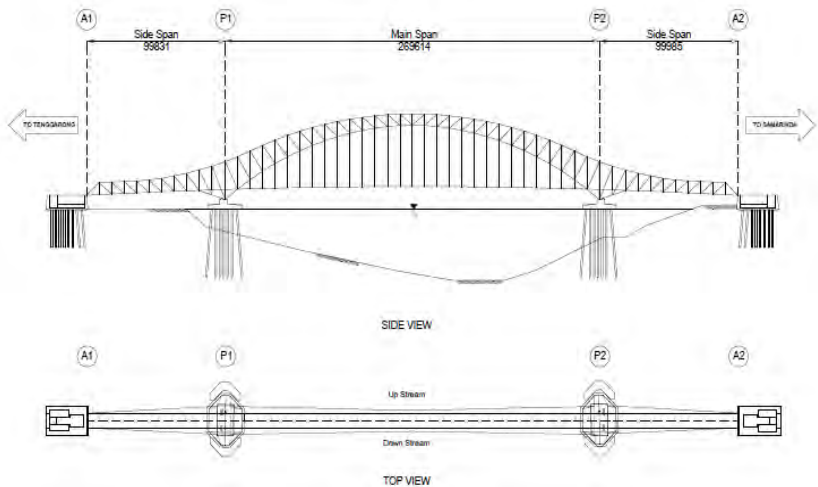 A1
P1
P2
A2
Side Span
99831
Main Span
269614
Side Span
99985
TO TENGGARONG
TO SAMARINDA
SIDE VIEW
A1
P1
P2
A2
Up Stream
Down Stream
TOP VIEW